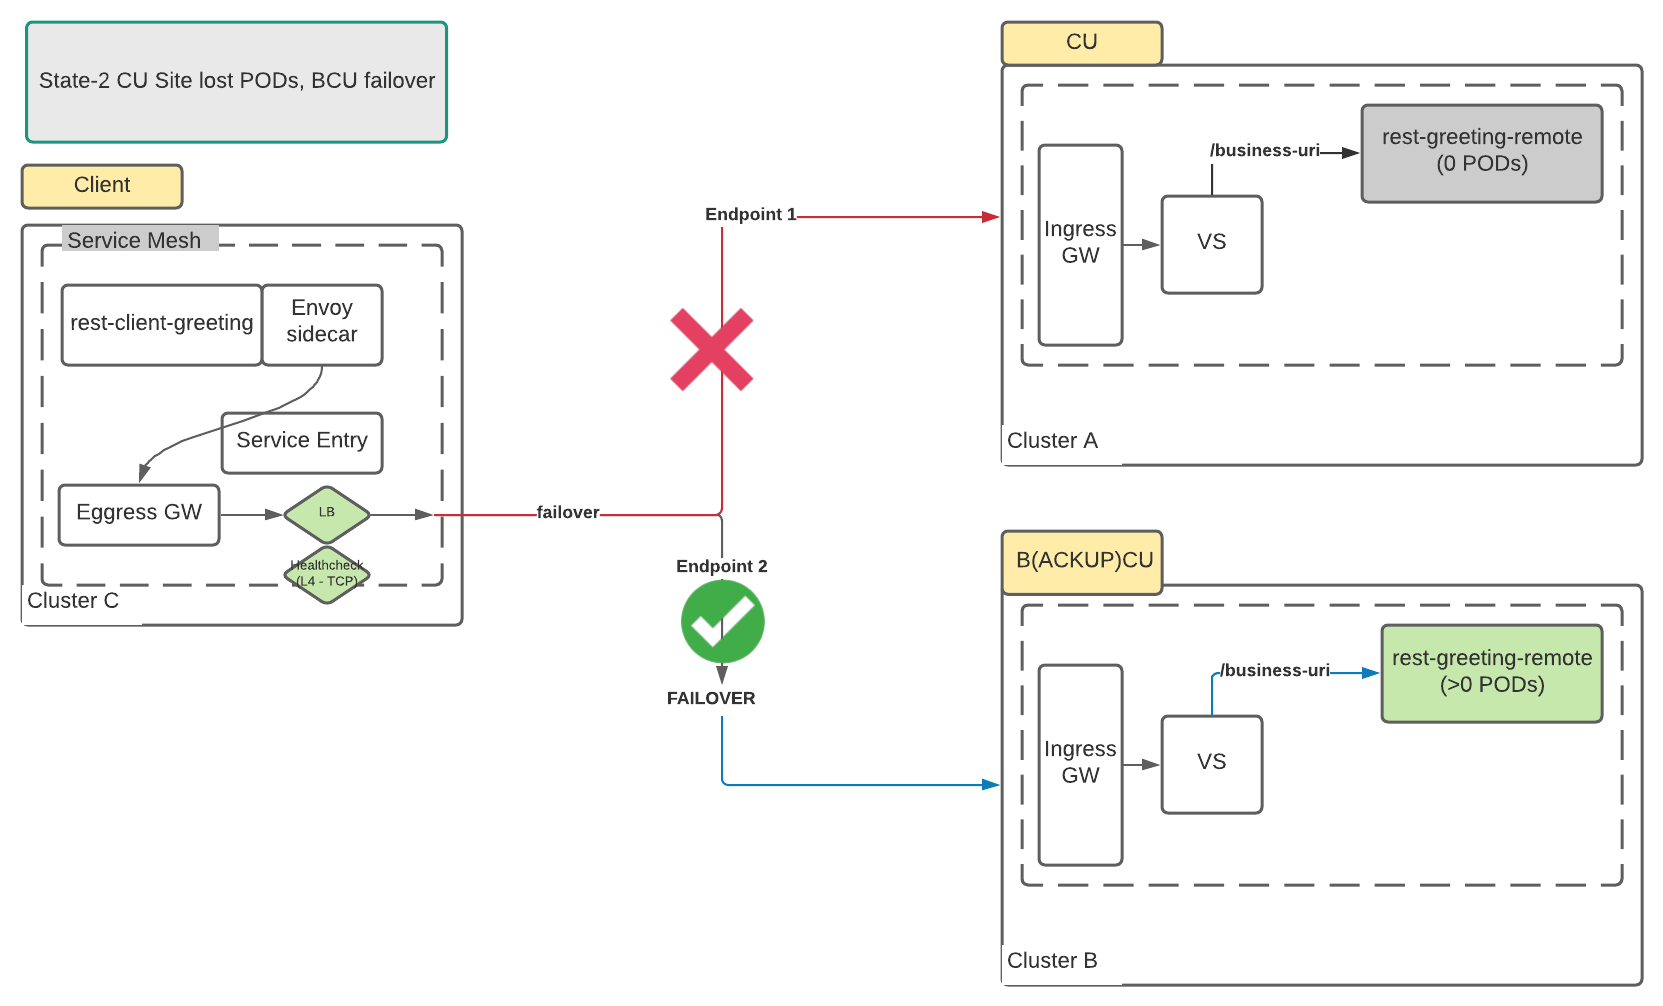 State-2 CU Site lost PODs, BCU failover
Client
Service Mesh
rest-client-greeting
Envoy
sidecar
Service Entry
Eggress GW
LB
Healthcheck
(L4 - TCP)
Cluster C
failover
Endpoint 1
Endpoint 2
FAILOVER
CU
Ingress
GW
VS
/business-uri
rest-greeting-remote
(0 PODs)
Cluster A
B(ACKUP)CU
Ingress
GW
VS
/business-uri
rest-greeting-remote
(>0 PODs)
Cluster B